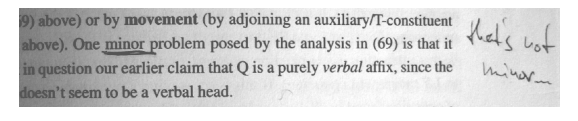 9) above) or by movement (by adjoining an auxiliary/T-constituent
above). One minor problem posed by the analysis in (69) is that it
in question our earlier claim that Q is a purely verbal affix, since the
doesn't seem to be a verbal head.
that's not
minor